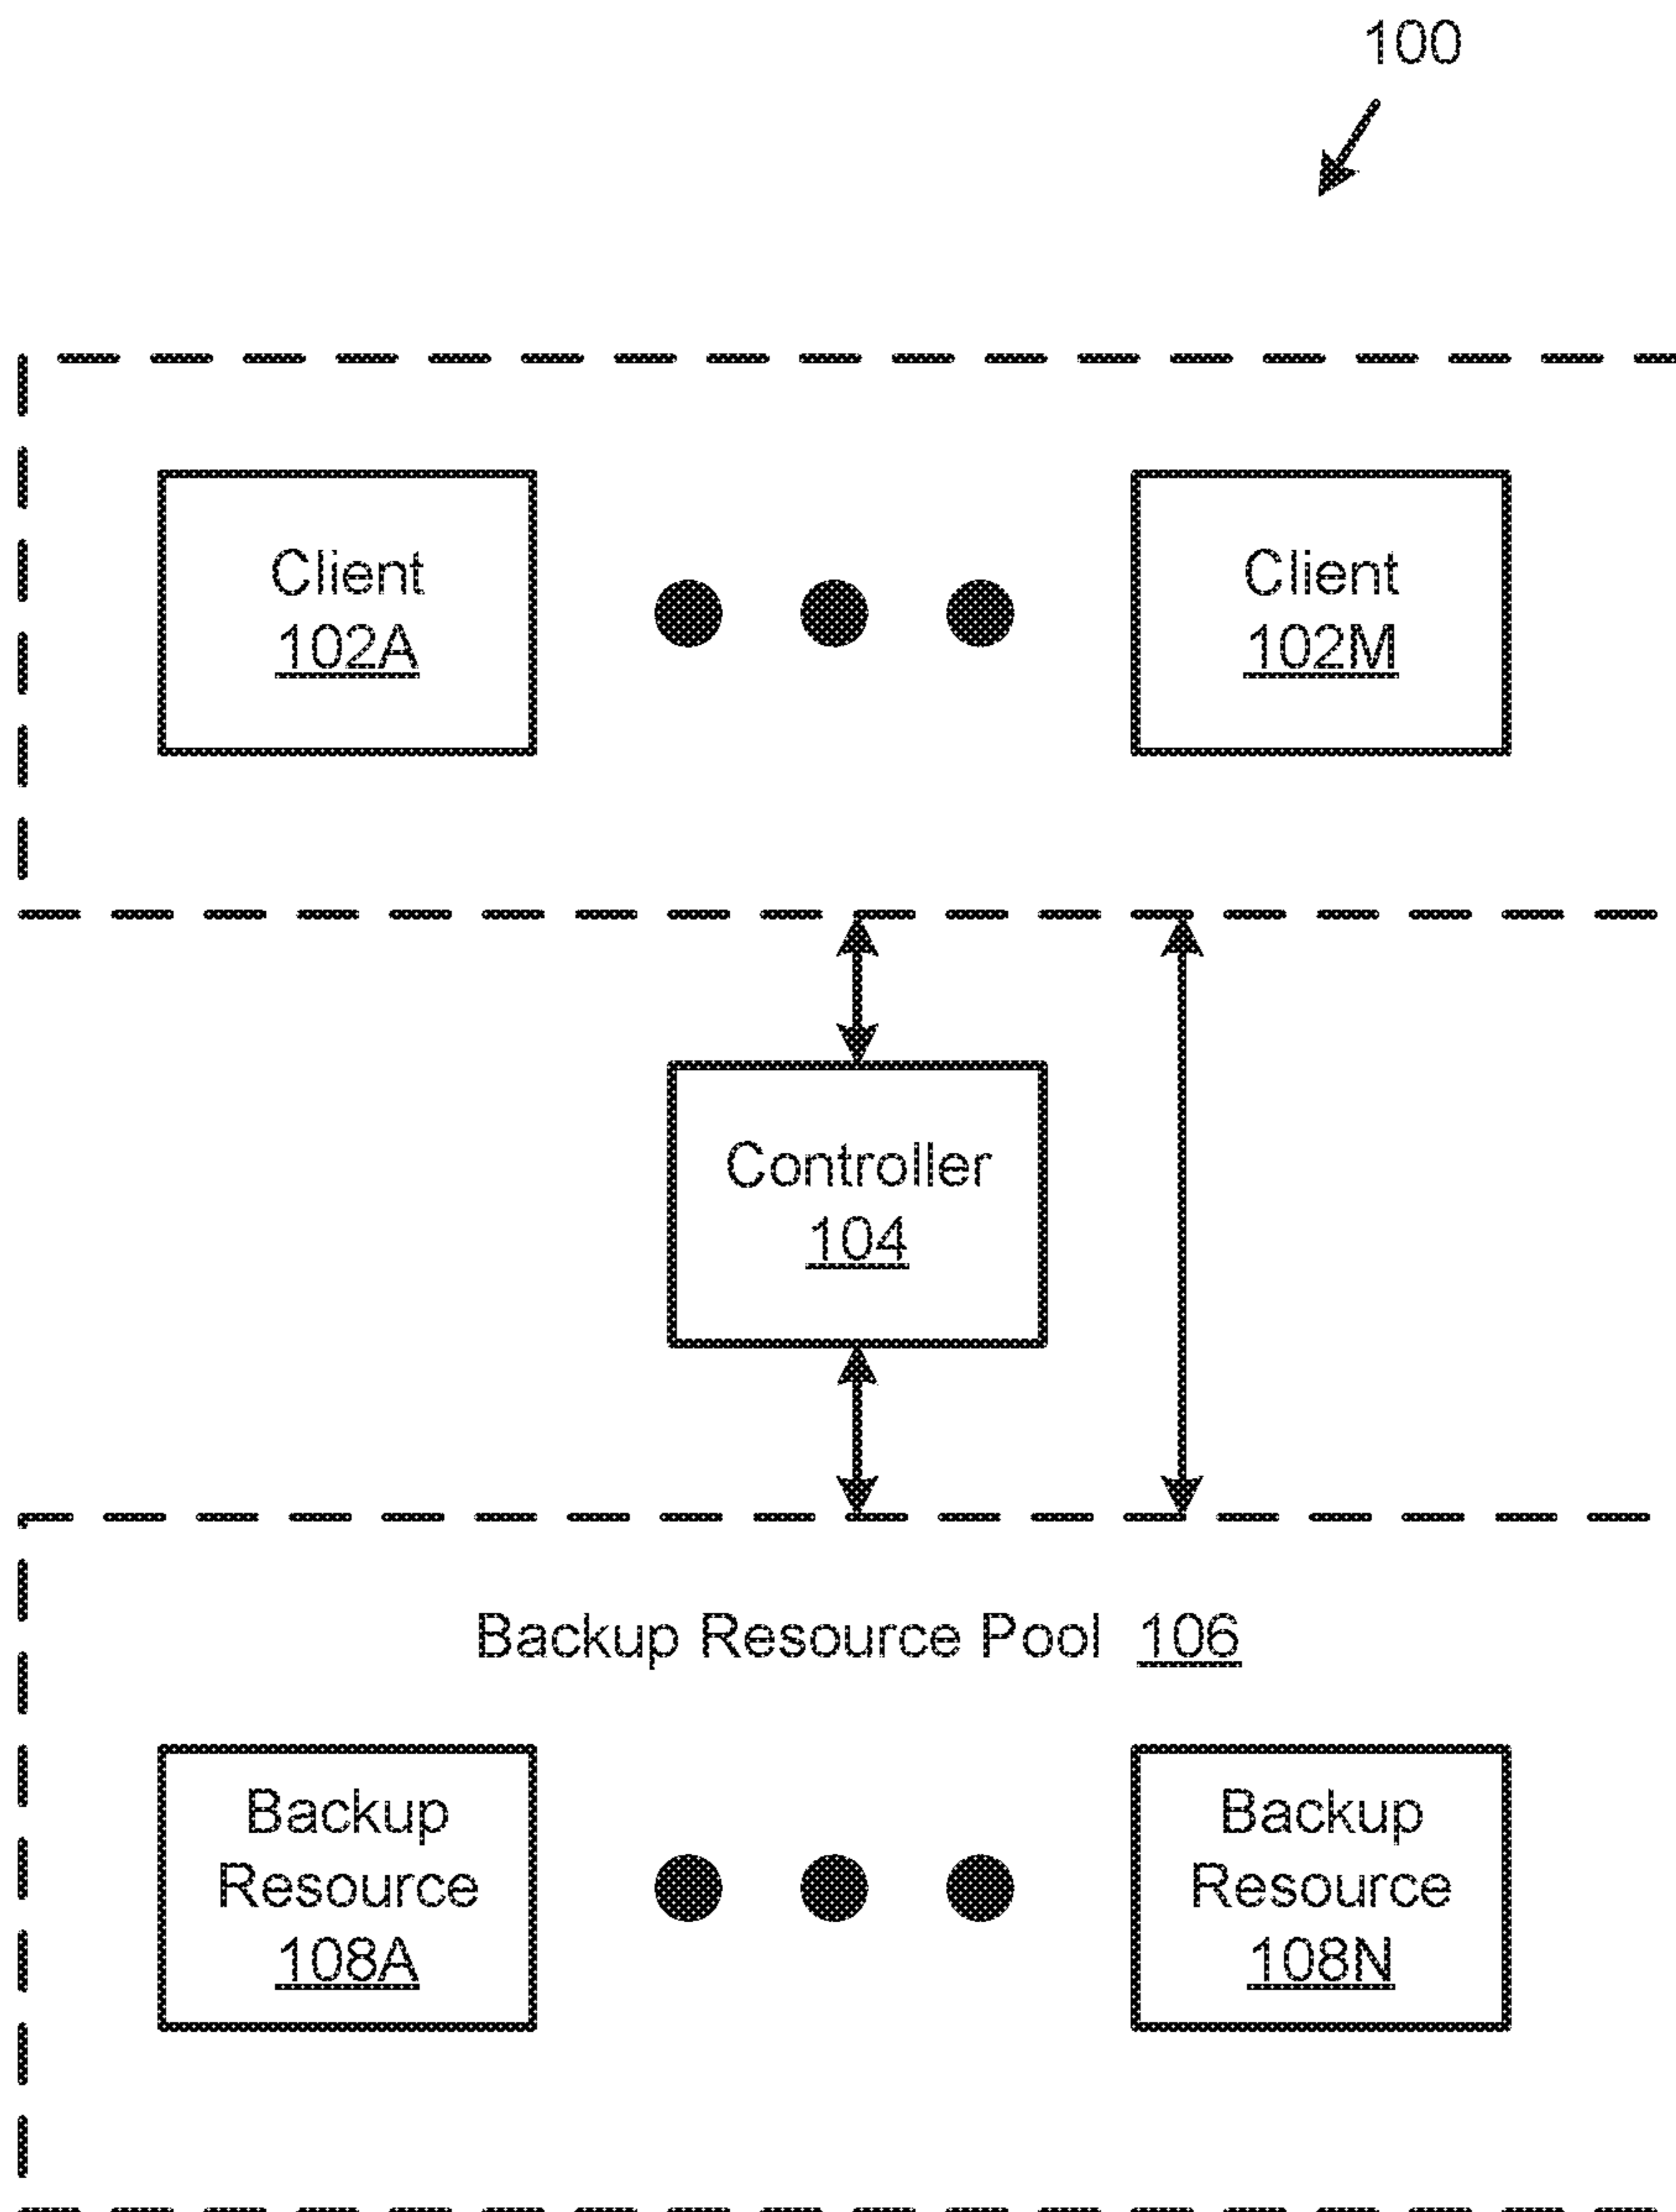 100
Client
102A
Client
102M
Controller
104
Backup Resource Pool 106
Backup
Resource
108A
Backup
Resource
108N